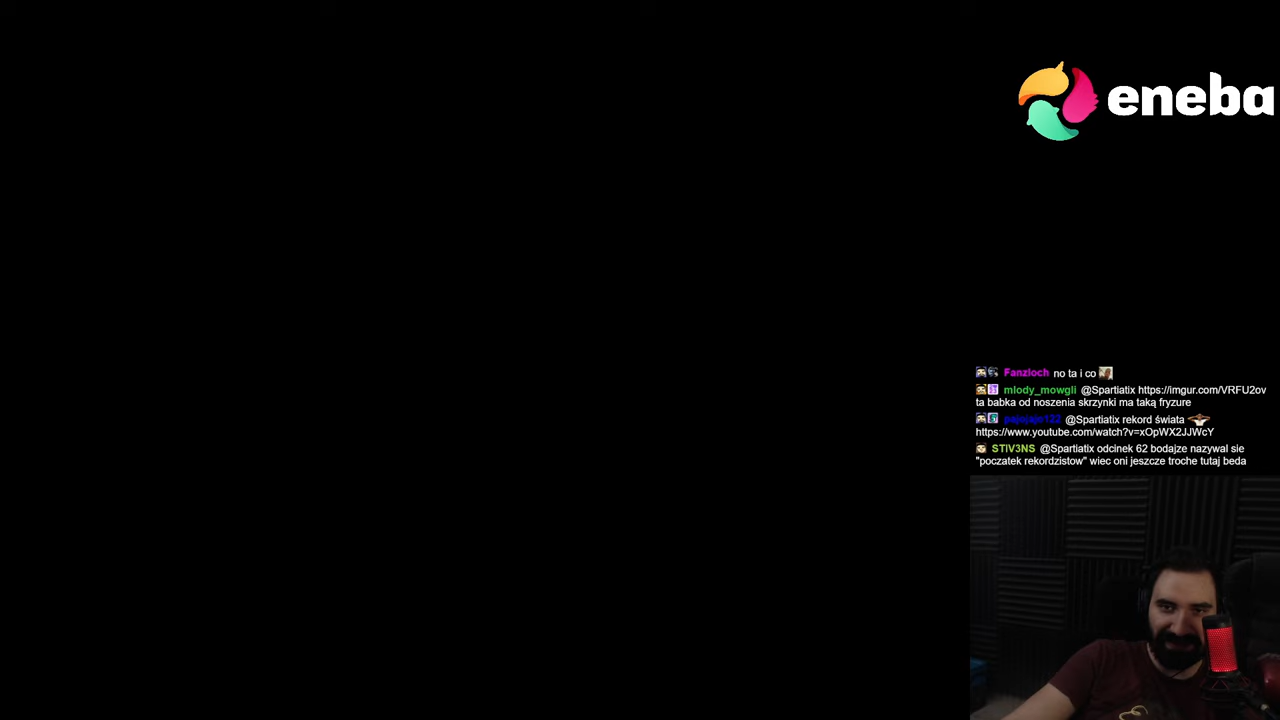 eneba
Fanzloch no ta i co
mlody_mowgli @Spartiatix https://imgur.com/VRFU2ov
ta babka od noszenia skrzynki ma taką fryzure
pajojajo122 @Spartiatix rekord świata
https://www.youtube.com/watch?v=xOpWX2JJWcY
STIV3NS @Spartiatix odcinek 62 bodajze nazywal sie
"poczatek rekordzistow" wiec oni jeszcze troche tutaj beda